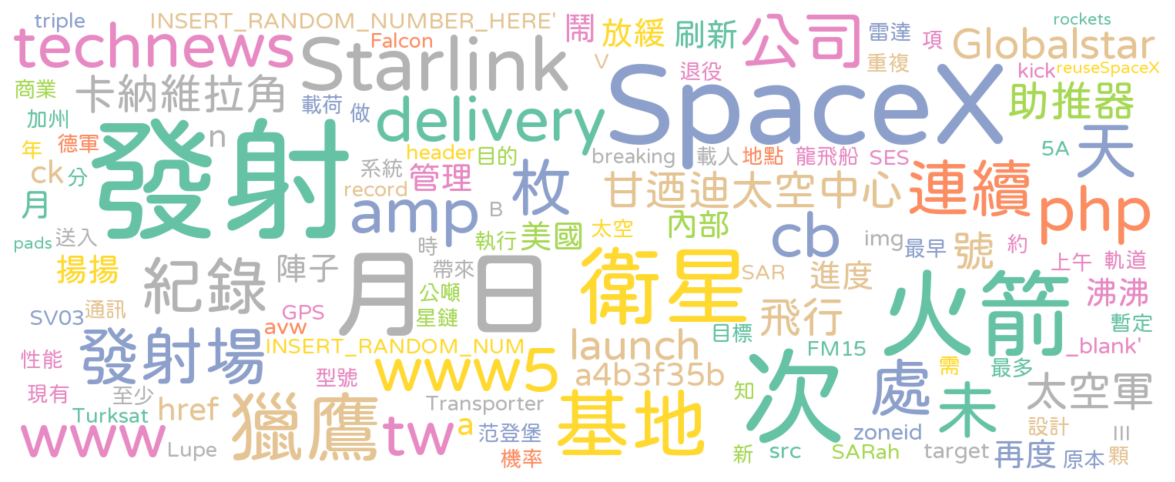 triple INSERT_RANDOM_NUMBER_HERE' 鬧 放緩 刷新 公司 雷達 項 rockets
technews Falcon Starlink V 退役 重複 Globalstar
商業 卡納維拉角 載荷 做 delivery SpaceX kick reuseSpaceX
加州 助推器
年 德軍 n 發射 header 目的 breaking 載人 地點 龍飛船 SES 5A 天
ck 分 系統 record 管理 枚 甘迺迪太空中心 連續
月 amp B 太空 內部 php
pads 送入 執行 美國 cb img 最早 號 約
揚揚 紀錄 陣子 時 帶來 衛星 SAR 進度 上午 軌道
SV03 通訊 GPS 月 日 公噸 星鏈 飛行 火箭 沸沸
發射場 avw 目標 FM15 暫定
性能 INSERT_RANDOM_NUM launch _blank'
現有 至少 型號 www5 a4b3f35b 次 處 需 最多
Turksat href 獵鷹 Transporter 知 未 太空軍
www Lupe tw a 范登堡 基地 zoneid 設計 III
機率 新 src SARah target 再度 原本 顆